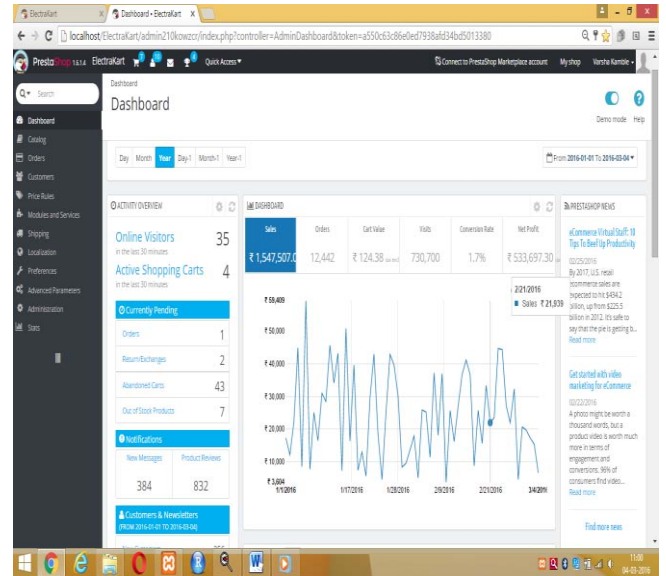 ElectraKart
Dashboard • ElectraKart
localhost/ElectraKart/admin210kowzcr/index.php?controller=AdminDashboard&token=a550c63c86e0ed7938afd34bd5013380
PrestaShop 1.6.1.4 ElectraKart Quick Access Connect to PrestaShop Marketplace account My shop Varsha Kamble
Search
Dashboard
Catalog
Orders
Customers
Price Rules
Modules and Services
Shipping
Localization
Preferences
Advanced Parameters
Administration
Stats
Dashboard
Dashboard
Demo mode Help
Day Month Year Day-1 Month-1 Year-1
From 2016-01-01 To 2016-03-04
ACTIVITY OVERVIEW
Online Visitors 35
in the last 30 minutes
Active Shopping Carts 4
in the last 30 minutes
Currently Pending
Orders 1
Return/Exchanges 2
Abandoned Carts 43
Out of Stock Products 7
Notifications
New Messages Product Reviews
384 832
Customers & Newsletters
(FROM 2016-01-01 TO 2016-03-04)
DASHBOARD
Sales Orders Cart Value Visits Conversion Rate Net Profit
₹ 1,547,507.0 12,442 ₹ 124.38 730,700 1.7% ₹ 533,697.30
2/21/2016
Sales ₹ 21,939
₹ 59,409
₹ 50,000
₹ 40,000
₹ 30,000
₹ 20,000
₹ 10,000
₹ 3,604
1/1/2016 1/17/2016 1/28/2016 2/9/2016 2/21/2016 3/4/2016
PRESTASHOP NEWS
eCommerce Virtual Staff: 10
Tips To Beef Up Productivity
02/25/2016
By 2017, U.S. retail
ecommerce sales are
expected to hit $434.2
billion, up from $225.5
billion in 2012. It's safe to
say that the pie is getting b...
Read more
Get started with video
marketing for eCommerce
02/22/2016
A photo might be worth a
thousand words, but a
product video is worth much
more in terms of
engagement and
conversions. 96% of
consumers find video...
Read more
Find more news
11:00
04-03-2016